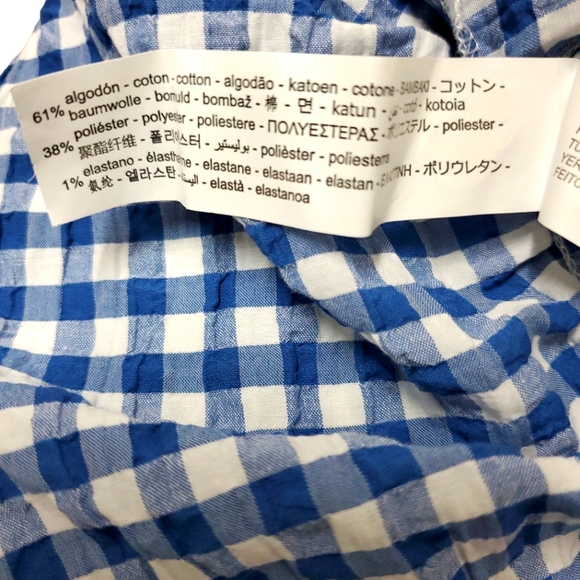 61% algodón - coton - cotton - algodão - katoen - cotone - ΒΑΜΒΑΚΙ - コットン -
baumwolle - bomuld - bombaž - 棉 - 면 - katun - قطن - cotó - kotoia
38% poliéster - polyester - poliestere - ΠΟΛΥΕΣΤΕΡΑΣ - ポリエステル - poliester -
聚酯纤维 - 폴리에스터 - بوليستير - polièster - poliesterra
1% elastano - élasthanne - elastane - elastaan - elastan - ΕΛΑΣΤΙΝΗ - ポリウレタン -
氨纶 - 엘라스탄 - اليستان - elastà - elastanoa
FEITO